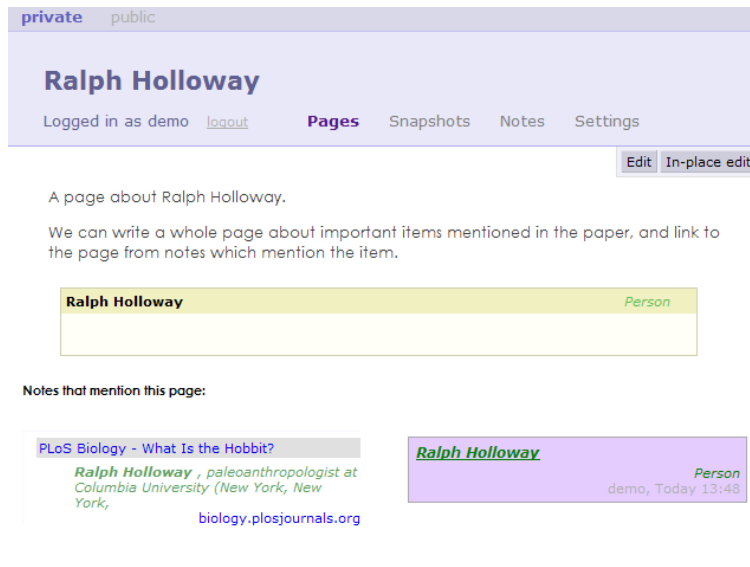 private public
Ralph Holloway
Logged in as demo logout Pages Snapshots Notes Settings
Edit In-place edit
A page about Ralph Holloway.
We can write a whole page about important items mentioned in the paper, and link to
the page from notes which mention the item.
Ralph Holloway Person
Notes that mention this page:
PLoS Biology - What Is the Hobbit?
Ralph Holloway , paleoanthropologist at
Columbia University (New York, New
York,
biology.plosjournals.org
Ralph Holloway
Person
demo, Today 13:48